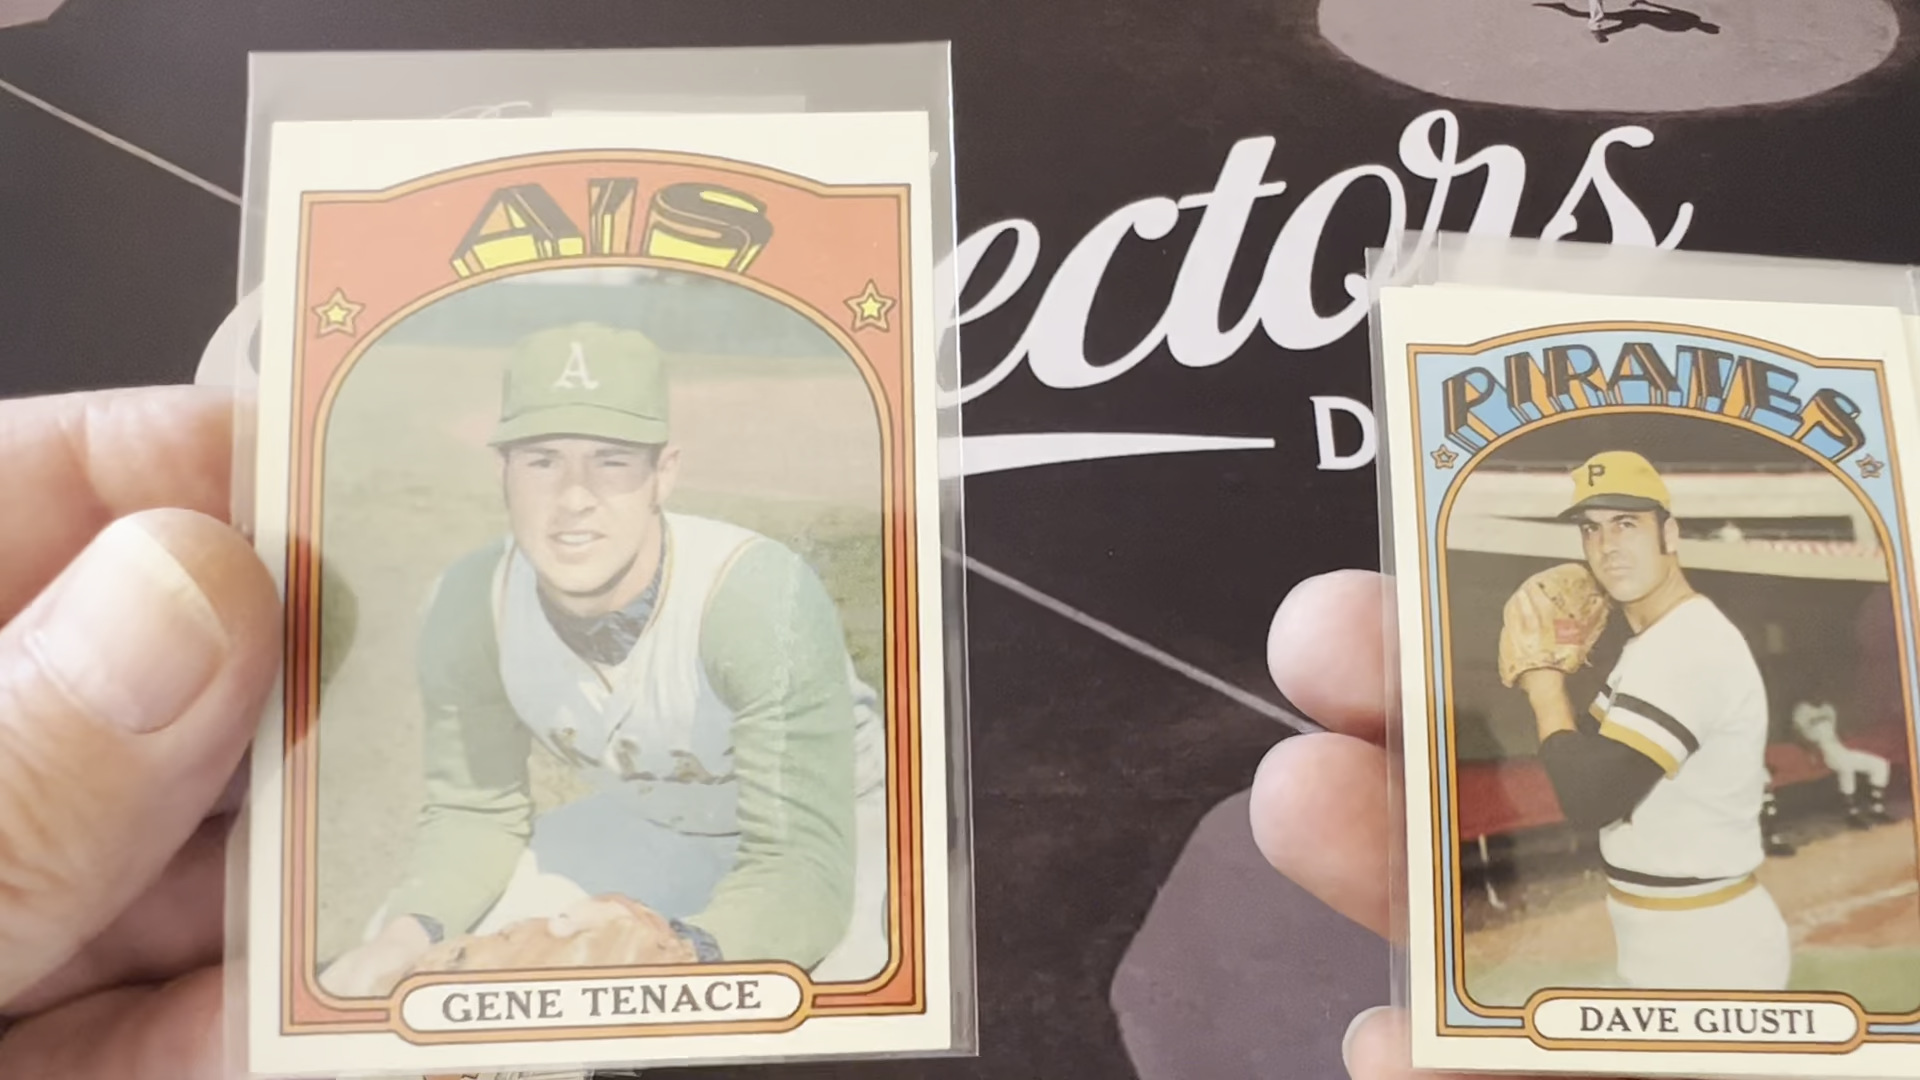 A'S
A
GENE TENACE
ectors
D
PIRATES
P
DAVE GIUSTI